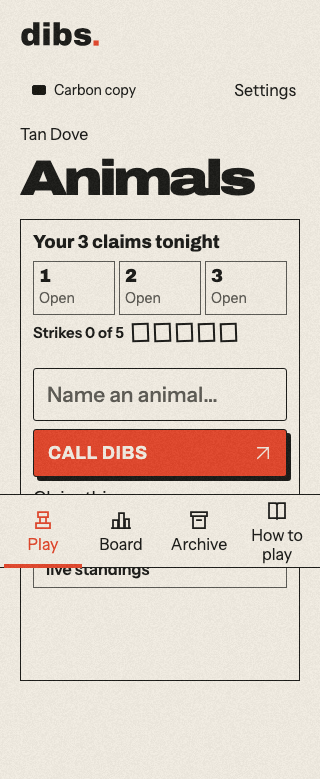 dibs.
Carbon copy
Settings
Tan Dove
Animals
Your 3 claims tonight
1
Open
2
Open
3
Open
Strikes 0 of 5
Name an animal...
CALL DIBS
Play
Board
Archive
How to
play
live standings